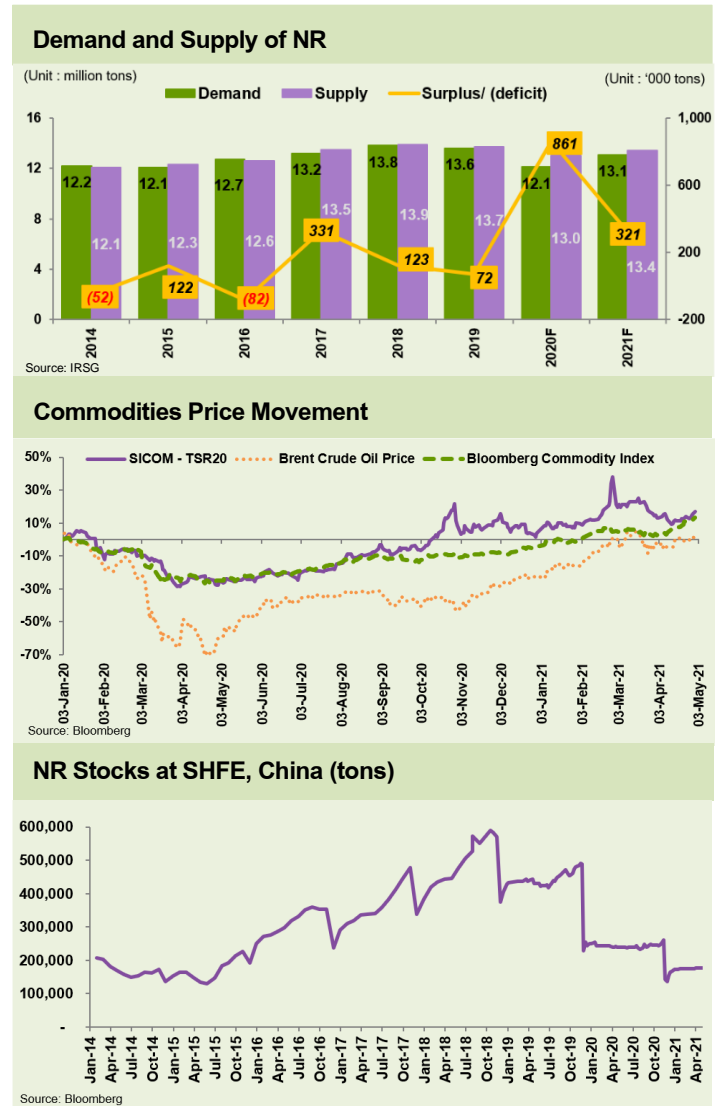 Demand and Supply of NR
(Unit : million tons)
(Unit : ‘000 tons)
Demand Supply Surplus/ (deficit)
16
12
8
4
0
1,000
600
200
-200
12.2 12.1 12.7 13.2 13.8 13.6 12.1 13.1
12.1 12.3 12.6 13.5 13.9 13.7 13.0 13.4
(52) 122 (82) 331 123 72 861 321
2014 2015 2016 2017 2018 2019 2020F 2021F
Source: IRSG
Commodities Price Movement
SICOM - TSR20 Brent Crude Oil Price Bloomberg Commodity Index
50%
30%
10%
-10%
-30%
-50%
-70%
03-Jan-20 03-Feb-20 03-Mar-20 03-Apr-20 03-May-20 03-Jun-20 03-Jul-20 03-Aug-20 03-Sep-20 03-Oct-20 03-Nov-20 03-Dec-20 03-Jan-21 03-Feb-21 03-Mar-21 03-Apr-21 03-May-21
Source: Bloomberg
NR Stocks at SHFE, China (tons)
600,000
500,000
400,000
300,000
200,000
100,000
-
Jan-14 Apr-14 Jul-14 Oct-14 Jan-15 Apr-15 Jul-15 Oct-15 Jan-16 Apr-16 Jul-16 Oct-16 Jan-17 Apr-17 Jul-17 Oct-17 Jan-18 Apr-18 Jul-18 Oct-18 Jan-19 Apr-19 Jul-19 Oct-19 Jan-20 Apr-20 Jul-20 Oct-20 Jan-21 Apr-21
Source: Bloomberg